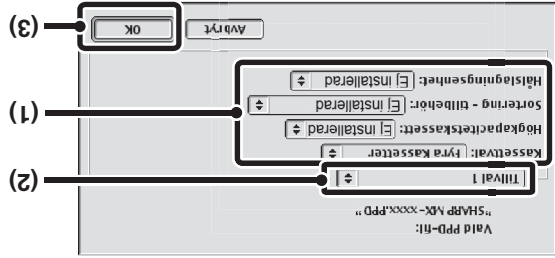 Vald PPD-fil:
"SHARP MX-xxxx.PPD"
(2)
Tillval 1
Kassettval: Fyra Kassetter
Högkapacitetskassett: Ej installerad
(1)
Sortering - tillbehör: Ej installerad
Hålslagningsenhet: Ej installerad
(3)
Avbryt
OK